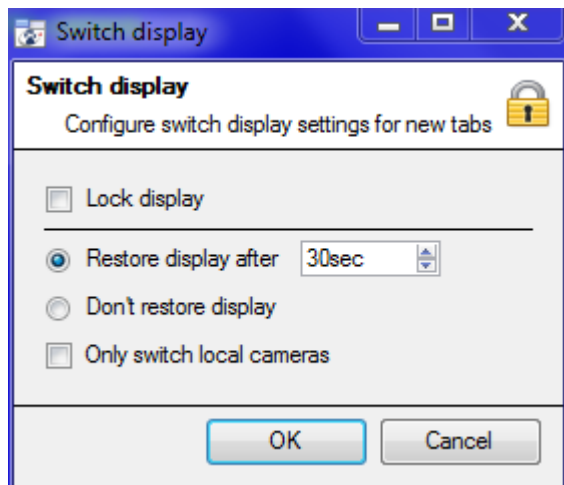 Switch display
Switch display
Configure switch display settings for new tabs
Lock display
Restore display after 30sec
Don't restore display
Only switch local cameras
OK Cancel